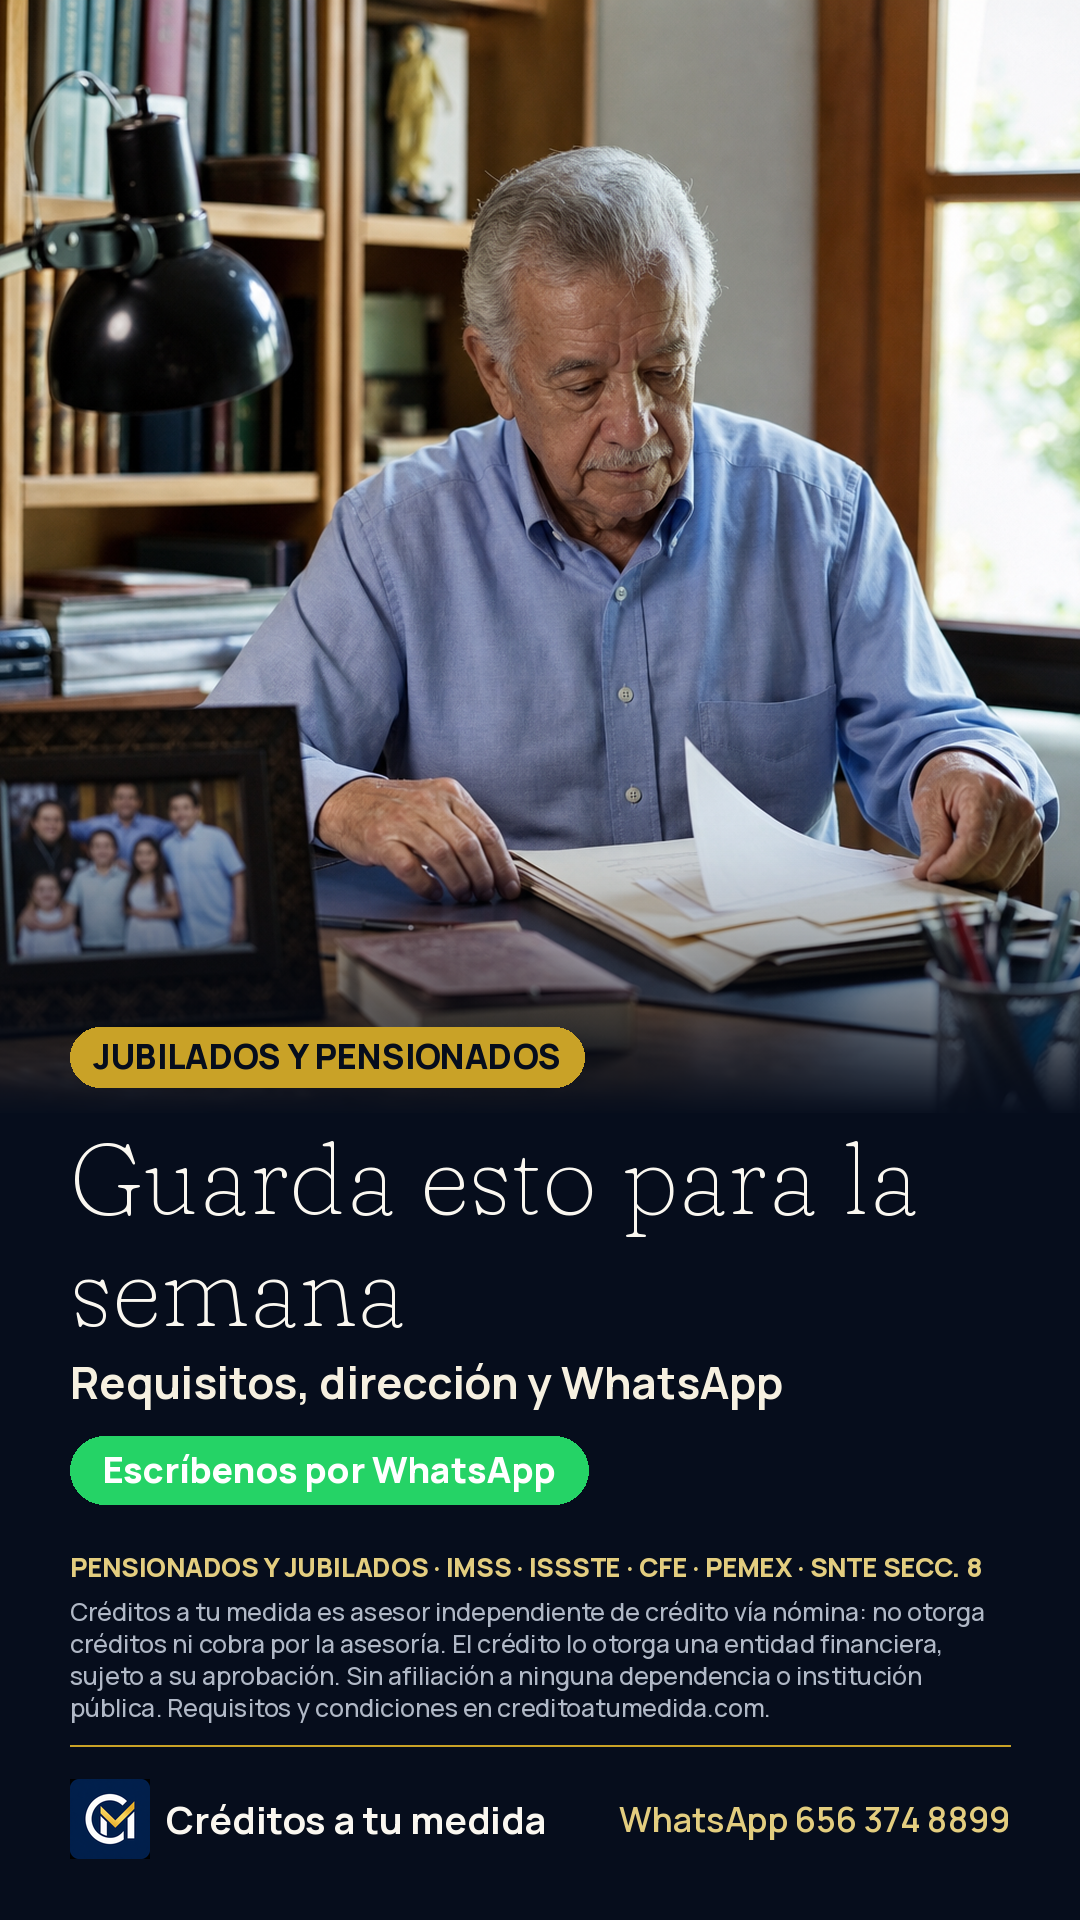 JUBILADOS Y PENSIONADOS
Guarda esto para la
semana
Requisitos, dirección y WhatsApp
Escríbenos por WhatsApp
PENSIONADOS Y JUBILADOS · IMSS · ISSSTE · CFE · PEMEX · SNTE SECC. 8
Créditos a tu medida es asesor independiente de crédito vía nómina: no otorga
créditos ni cobra por la asesoría. El crédito lo otorga una entidad financiera,
sujeto a su aprobación. Sin afiliación a ninguna dependencia o institución
pública. Requisitos y condiciones en creditoatumedida.com.
Créditos a tu medida
WhatsApp 656 374 8899